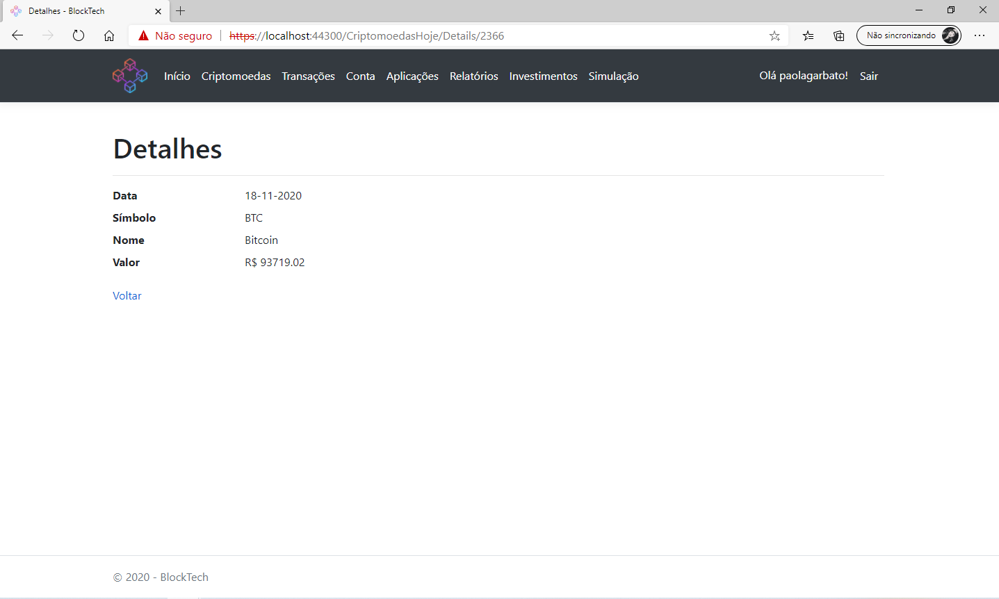 Detalhes - BlockTech
Não seguro https://localhost:44300/CriptomoedasHoje/Details/2366 Não sincronizando
Início Criptomoedas Transações Conta Aplicações Relatórios Investimentos Simulação Olá paolagarbato! Sair
Detalhes
Data 18-11-2020
Símbolo BTC
Nome Bitcoin
Valor R$ 93719.02
Voltar
© 2020 - BlockTech